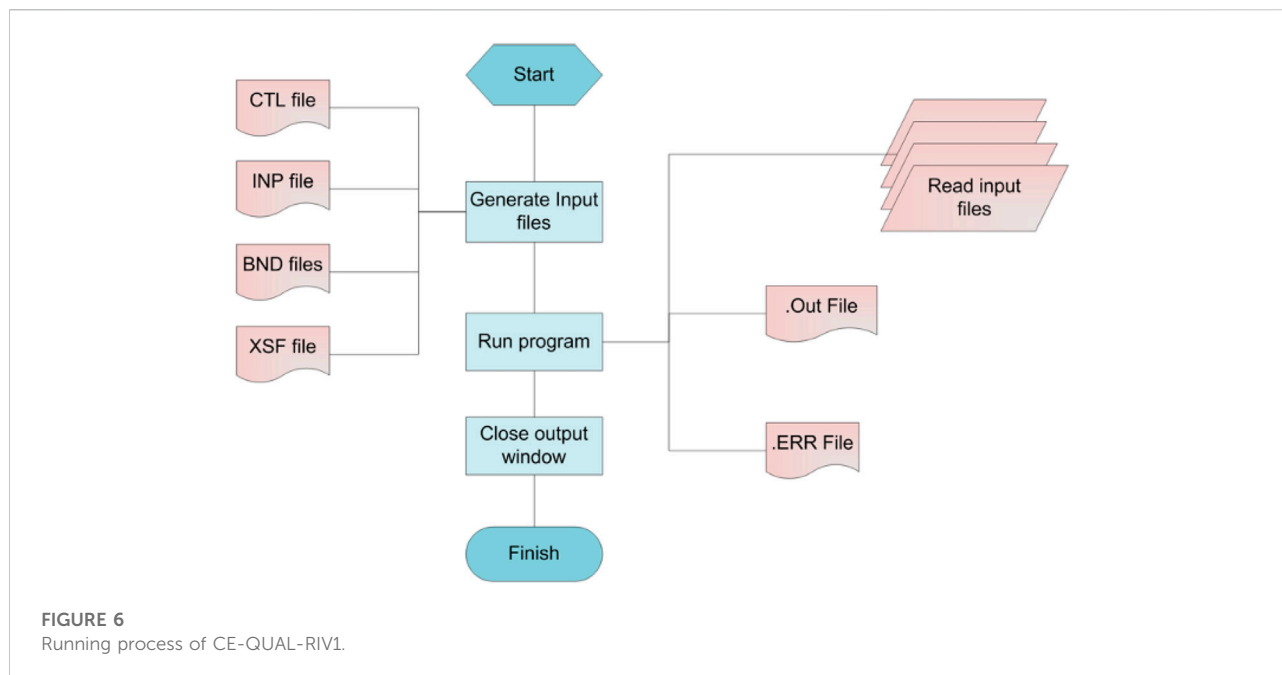 Start
CTL file
INP file
BND files
XSF file
Generate Input
files
Read input
files
Run program
.Out File
.ERR File
Close output
window
Finish
FIGURE 6
Running process of CE-QUAL-RIV1.